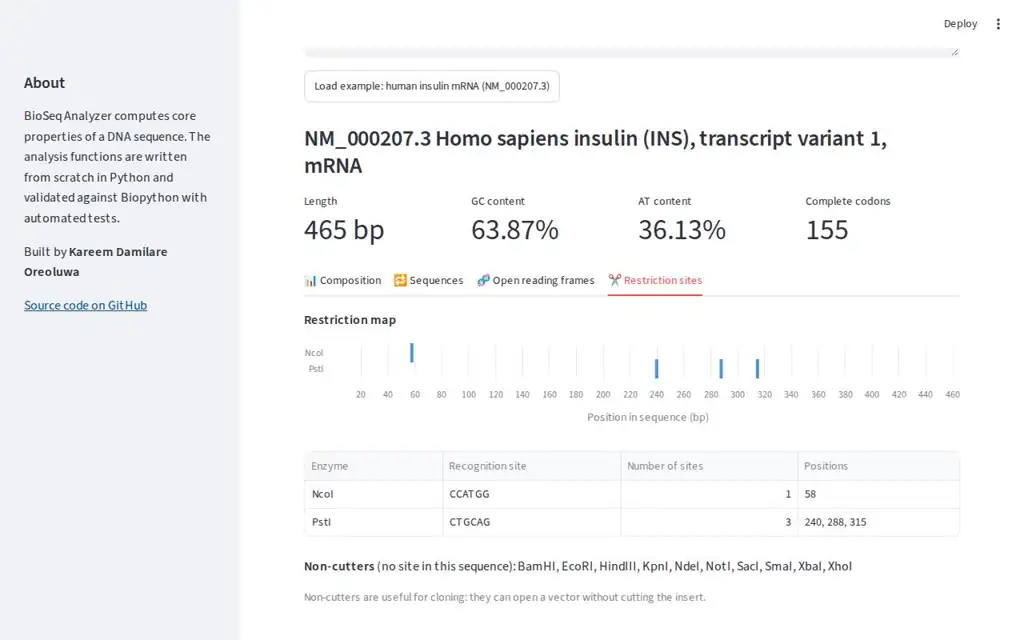 Deploy
About
BioSeq Analyzer computes core
properties of a DNA sequence. The
analysis functions are written
from scratch in Python and
validated against Biopython with
automated tests.
Built by Kareem Damilare
Oreoluwa
Source code on GitHub
Load example: human insulin mRNA (NM_000207.3)
NM_000207.3 Homo sapiens insulin (INS), transcript variant 1,
mRNA
Length GC content AT content Complete codons
465 bp 63.87% 36.13% 155
Composition Sequences Open reading frames Restriction sites
Restriction map
NcoI
PstI
20 40 60 80 100 120 140 160 180 200 220 240 260 280 300 320 340 360 380 400 420 440 460
Position in sequence (bp)
Enzyme Recognition site Number of sites Positions
NcoI CCATGG 1 58
PstI CTGCAG 3 240, 288, 315
Non-cutters (no site in this sequence): BamHI, EcoRI, HindIII, KpnI, NdeI, NotI, SacI, SmaI, XbaI, XhoI
Non-cutters are useful for cloning: they can open a vector without cutting the insert.